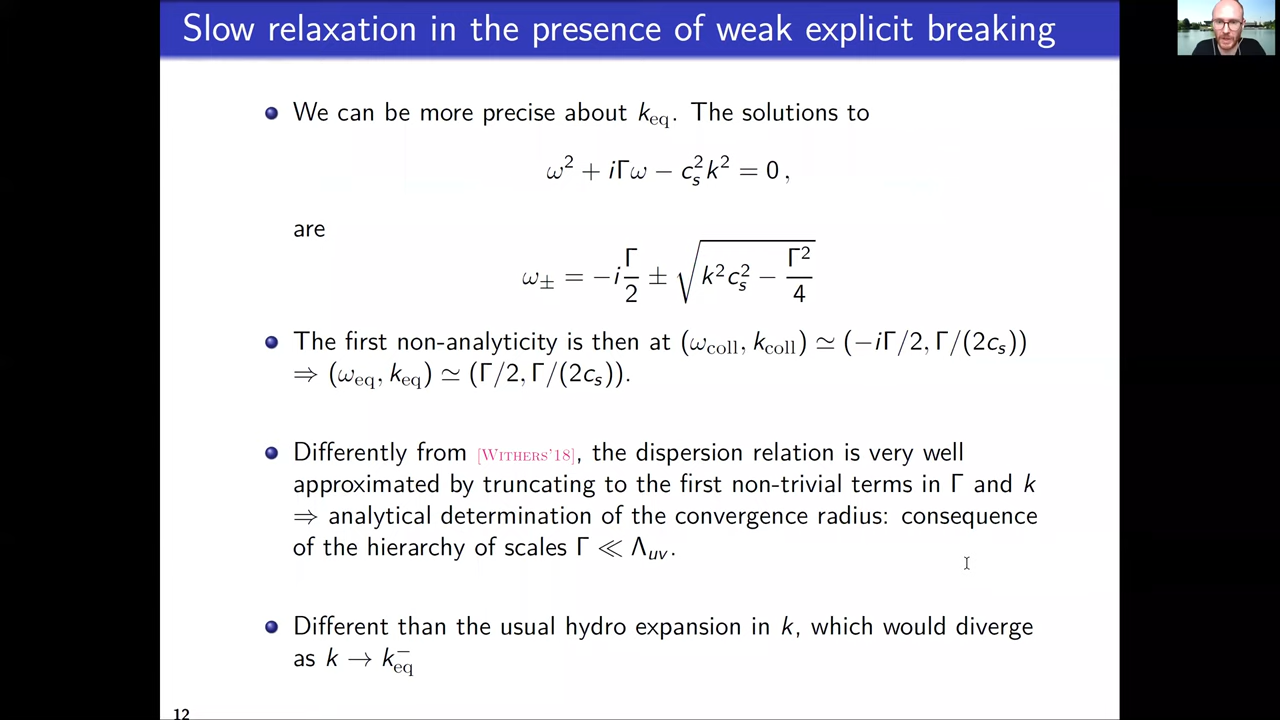 Slow relaxation in the presence of weak explicit breaking
We can be more precise about k_eq. The solutions to
ω² + iΓω − c_s²k² = 0,
are
ω_± = −i Γ/2 ± √(k²c_s² − Γ²/4)
The first non-analyticity is then at (ω_coll, k_coll) ≃ (−iΓ/2, Γ/(2c_s))
⇒ (ω_eq, k_eq) ≃ (Γ/2, Γ/(2c_s)).
Differently from [Withers'18], the dispersion relation is very well
approximated by truncating to the first non-trivial terms in Γ and k
⇒ analytical determination of the convergence radius: consequence
of the hierarchy of scales Γ ≪ Λ_uv.
Different than the usual hydro expansion in k, which would diverge
as k → k_eq^−
12